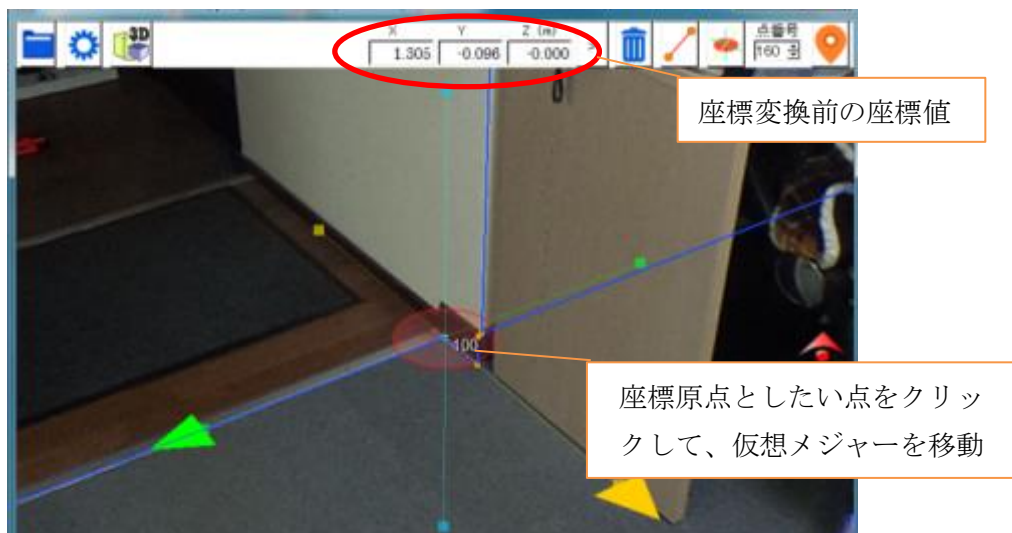 3D
X Y Z (m)
1.305 -0.096 -0.000
点番号
160
座標変換前の座標値
100
座標原点としたい点をクリッ
クして、仮想メジャーを移動